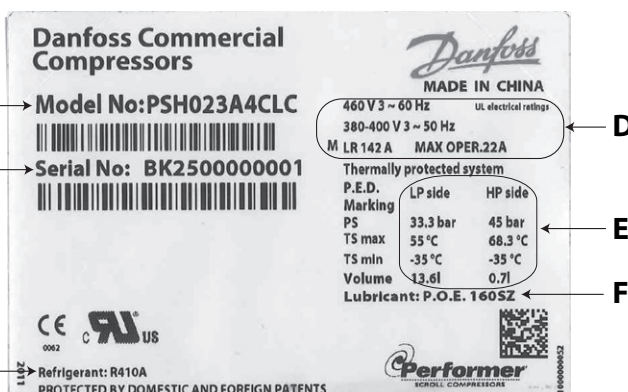 Danfoss Commercial
Compressors
Danfoss
MADE IN CHINA
Model No:PSH023A4CLC
Serial No: BK2500000001
460 V 3 ~ 60 Hz UL electrical ratings
380-400 V 3 ~ 50 Hz
M LR 142 A MAX OPER.22A
D
Thermally protected system
P.E.D. LP side HP side
Marking
PS 33.3 bar 45 bar
TS max 55 °C 68.3 °C
TS min -35 °C -35 °C
Volume 13.6l 0.7l
E
Lubricant: P.O.E. 160SZ
F
CE
0062
c RU US
2011
Refrigerant: R410A
PROTECTED BY DOMESTIC AND FOREIGN PATENTS
Performer
SCROLL COMPRESSORS